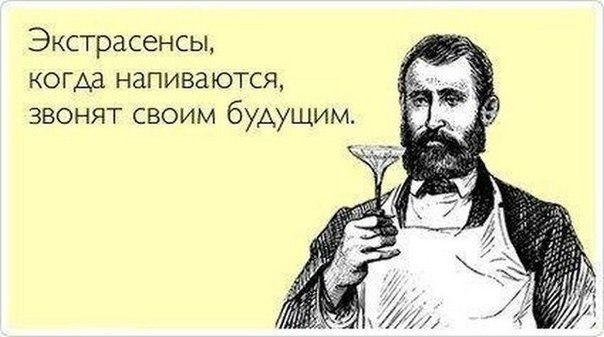 Экстрасенсы,
когда напиваются,
звонят своим будущим.